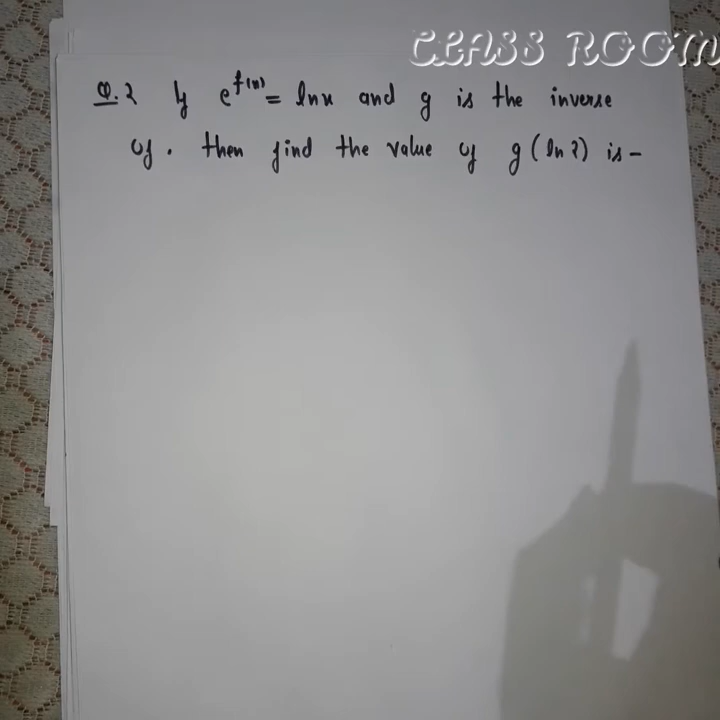 CLASS ROOM
Q.2 If e^f(x) = ln x and g is the inverse
of . then find the value of g(ln 2) is -